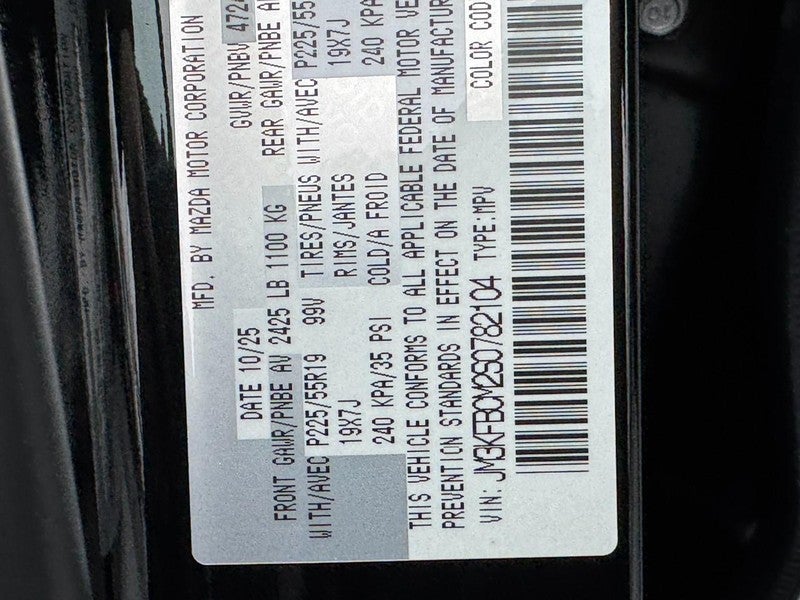 MFD. BY MAZDA MOTOR CORPORATION
DATE 10/25 GVWR/PNBV 4724
FRONT GAWR/PNBE AV 2425 LB 1100 KG REAR GAWR/PNBE AV
WITH/AVEC P225/55R19 99V TIRES/PNEUS WITH/AVEC P225/55
19X7J RIMS/JANTES 19X7J
240 KPA/35 PSI COLD/A FROID 240 KPA
THIS VEHICLE CONFORMS TO ALL APPLICABLE FEDERAL MOTOR VE
PREVENTION STANDARDS IN EFFECT ON THE DATE OF MANUFACTUR
VIN: JM3KFBCM2S0782104 TYPE:MPV COLOR COD